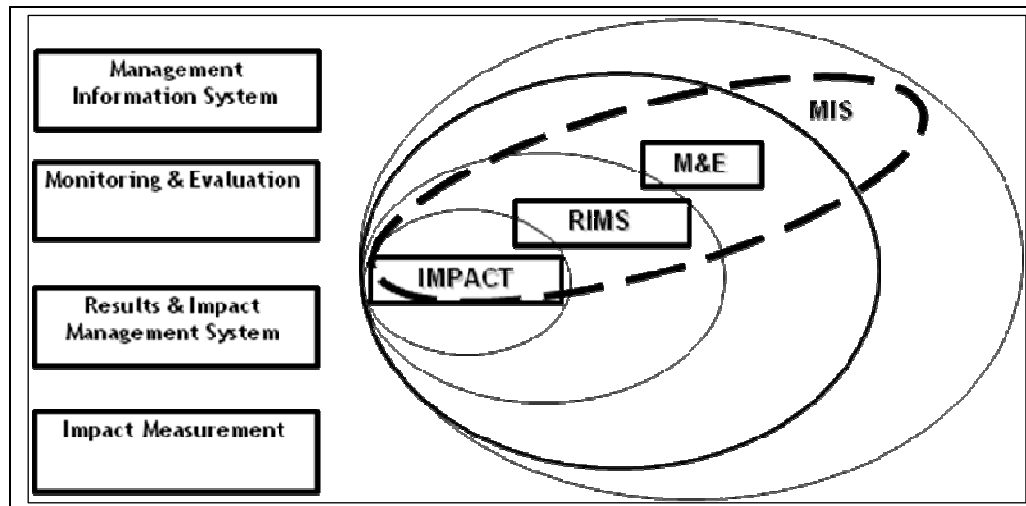 Management
Information System
Monitoring & Evaluation
Results & Impact
Management System
Impact Measurement
MIS
M&E
RIMS
IMPACT